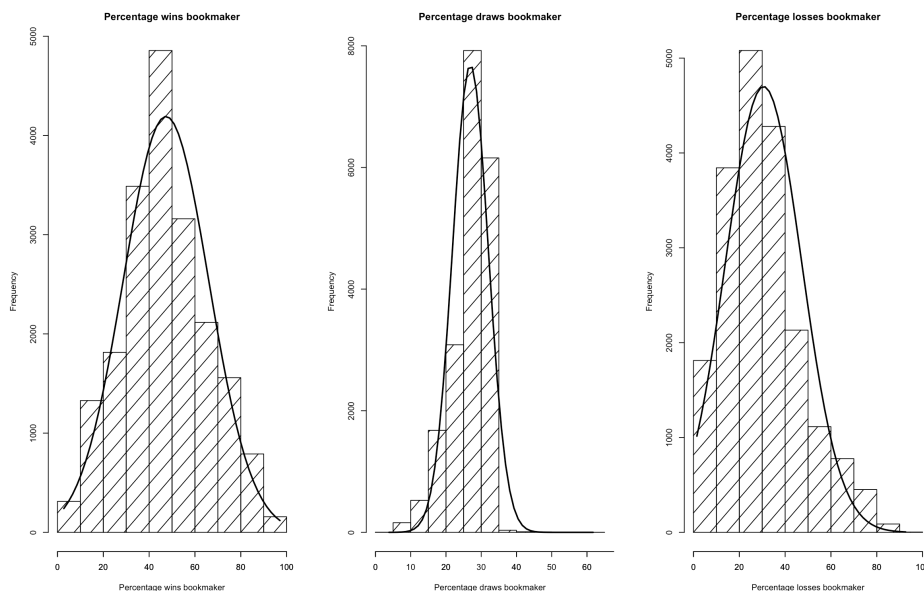 Percentage wins bookmaker
Frequency
5000
4000
3000
2000
1000
0
0 20 40 60 80 100
Percentage wins bookmaker
Percentage draws bookmaker
Frequency
8000
6000
4000
2000
0
0 10 20 30 40 50 60
Percentage draws bookmaker
Percentage losses bookmaker
Frequency
5000
4000
3000
2000
1000
0
0 20 40 60 80
Percentage losses bookmaker